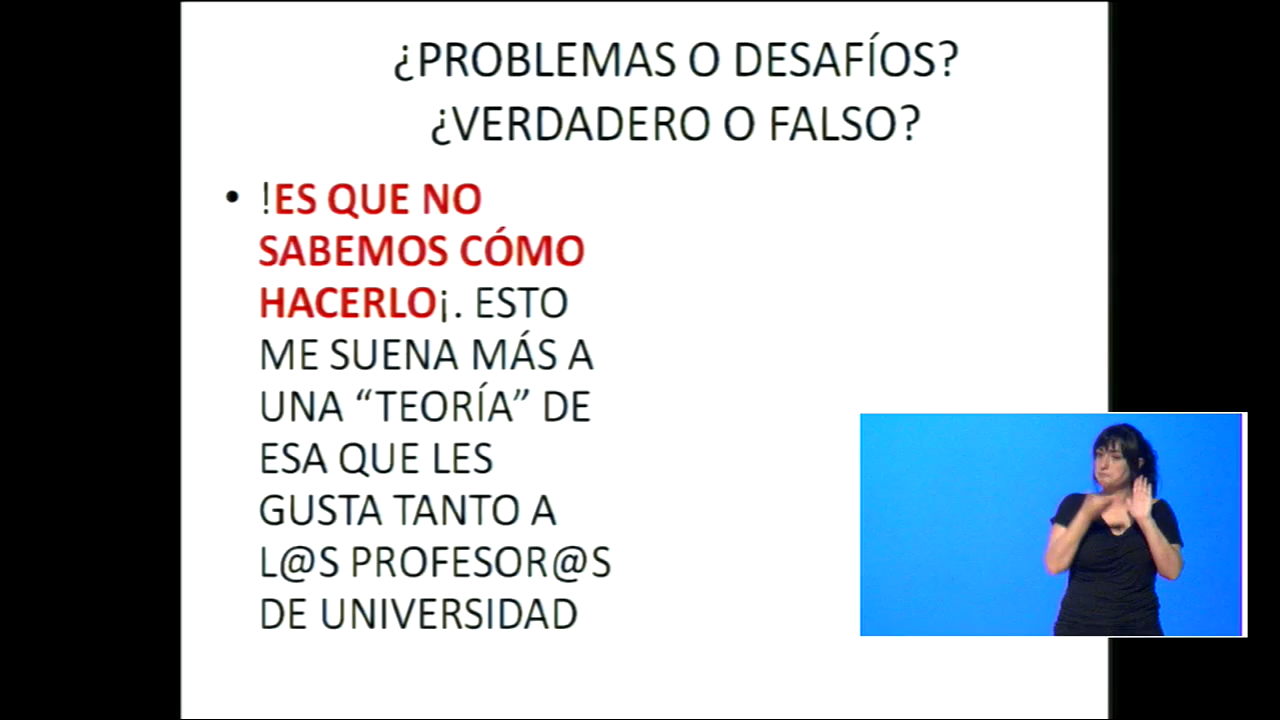 ¿PROBLEMAS O DESAFÍOS?
¿VERDADERO O FALSO?
• !ES QUE NO
SABEMOS CÓMO
HACERLO¡. ESTO
ME SUENA MÁS A
UNA “TEORÍA” DE
ESA QUE LES
GUSTA TANTO A
L@S PROFESOR@S
DE UNIVERSIDAD